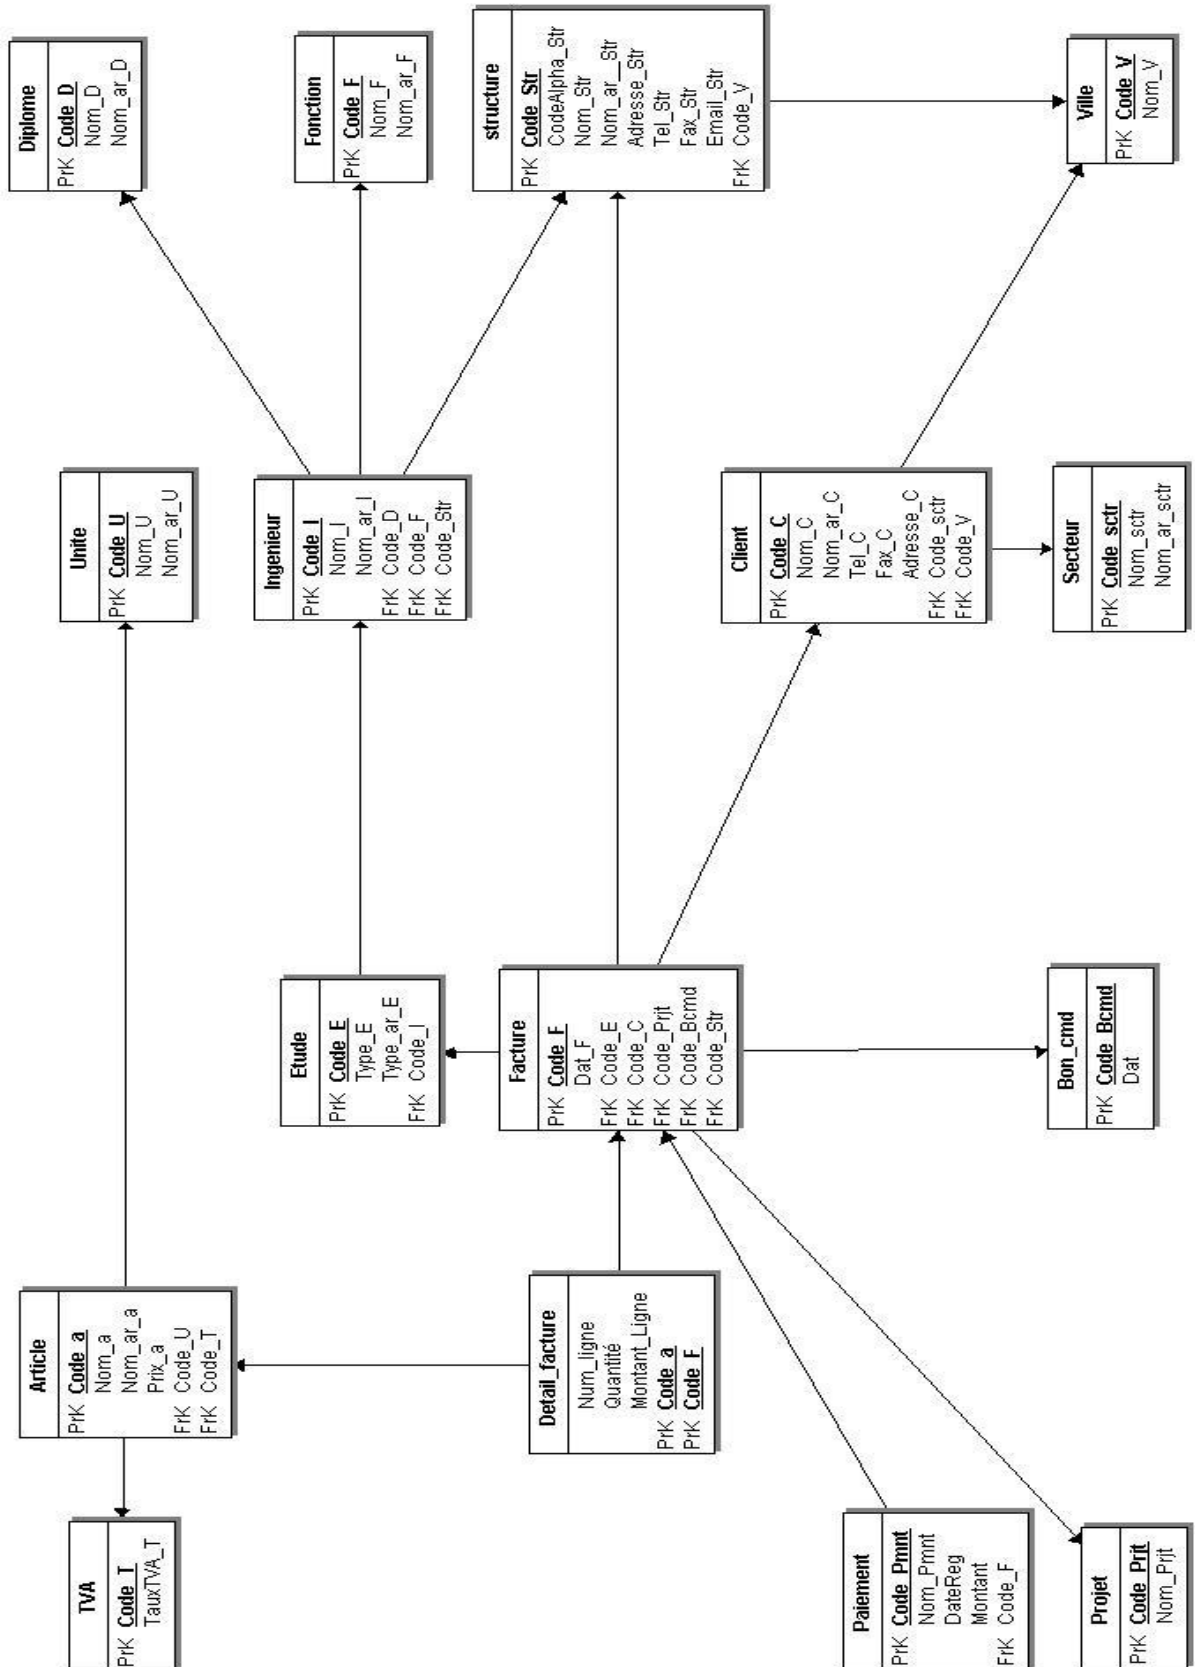 TVA
PrK Code_T
TauxTVA_T
Article
PrK Code_a
Nom_a
Nom_ar_a
Prix_a
FrK Code_U
FrK Code_T
Unite
PrK Code_U
Nom_U
Nom_ar_U
Diplome
PrK Code_D
Nom_D
Nom_ar_D
Etude
PrK Code_E
Type_E
Type_ar_E
FrK Code_I
Ingenieur
PrK Code_I
Nom_I
Nom_ar_I
FrK Code_D
FrK Code_F
FrK Code_Str
Fonction
PrK Code_F
Nom_F
Nom_ar_F
Detail_facture
Num_ligne
Quantité
Montant_Ligne
PrK Code_a
PrK Code_F
Facture
PrK Code_F
Dat_F
FrK Code_E
FrK Code_C
FrK Code_Prjt
FrK Code_Bcmd
FrK Code_Str
structure
PrK Code_Str
CodeAlpha_Str
Nom_Str
Nom_ar__Str
Adresse_Str
Tel_Str
Fax_Str
Email_Str
FrK Code_V
Paiement
PrK Code_Pmnt
Nom_Pmnt
DateReg
Montant
FrK Code_F
Client
PrK Code_C
Nom_C
Nom_ar_C
Tel_C
Fax_C
Adresse_C
FrK Code_sctr
FrK Code_V
Projet
PrK Code_Prjt
Nom_Prjt
Bon_cmd
PrK Code_Bcmd
Dat
Secteur
PrK Code_sctr
Nom_sctr
Nom_ar_sctr
Ville
PrK Code_V
Nom_V